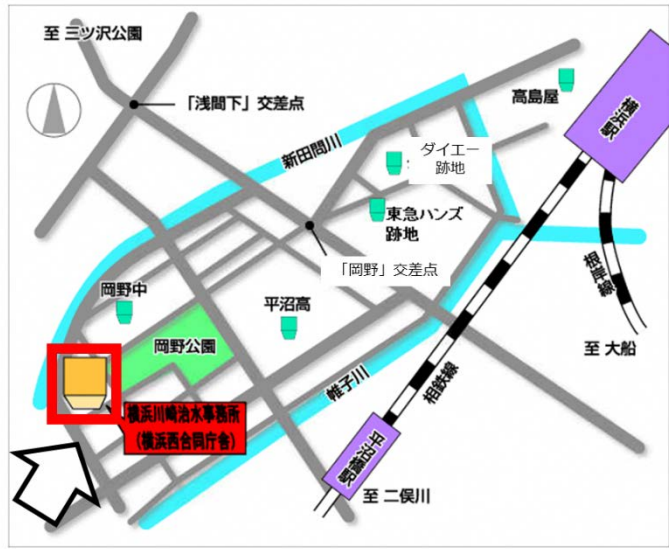 至 三ツ沢公園
「浅間下」交差点
高島屋
横浜駅
新田間川
ダイエー
跡地
東急ハンズ
跡地
「岡野」交差点
根岸線
岡野中
平沼高
岡野公園
至 大船
帷子川
相鉄線
横浜川崎治水事務所
(横浜西合同庁舎)
平沼橋駅
至 二俣川